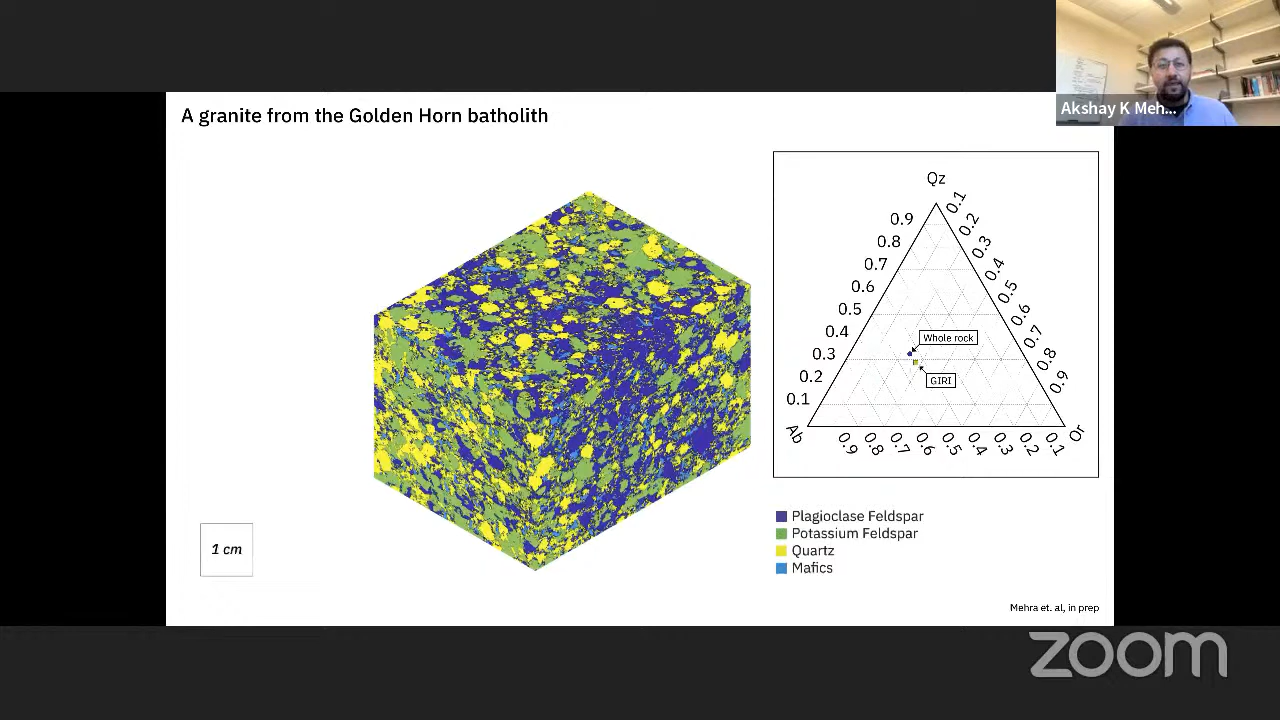 Akshay K Meh...
A granite from the Golden Horn batholith
Qz
0.1
0.2
0.3
0.4
0.5
0.6
0.7
0.8
0.9
0.9
0.8
0.7
0.6
0.5
0.4
0.3
0.2
0.1
Whole rock
GIRI
Ab
Or
0.9
0.8
0.7
0.6
0.5
0.4
0.3
0.2
0.1
Plagioclase Feldspar
Potassium Feldspar
Quartz
Mafics
1 cm
Mehra et. al, in prep
zoom